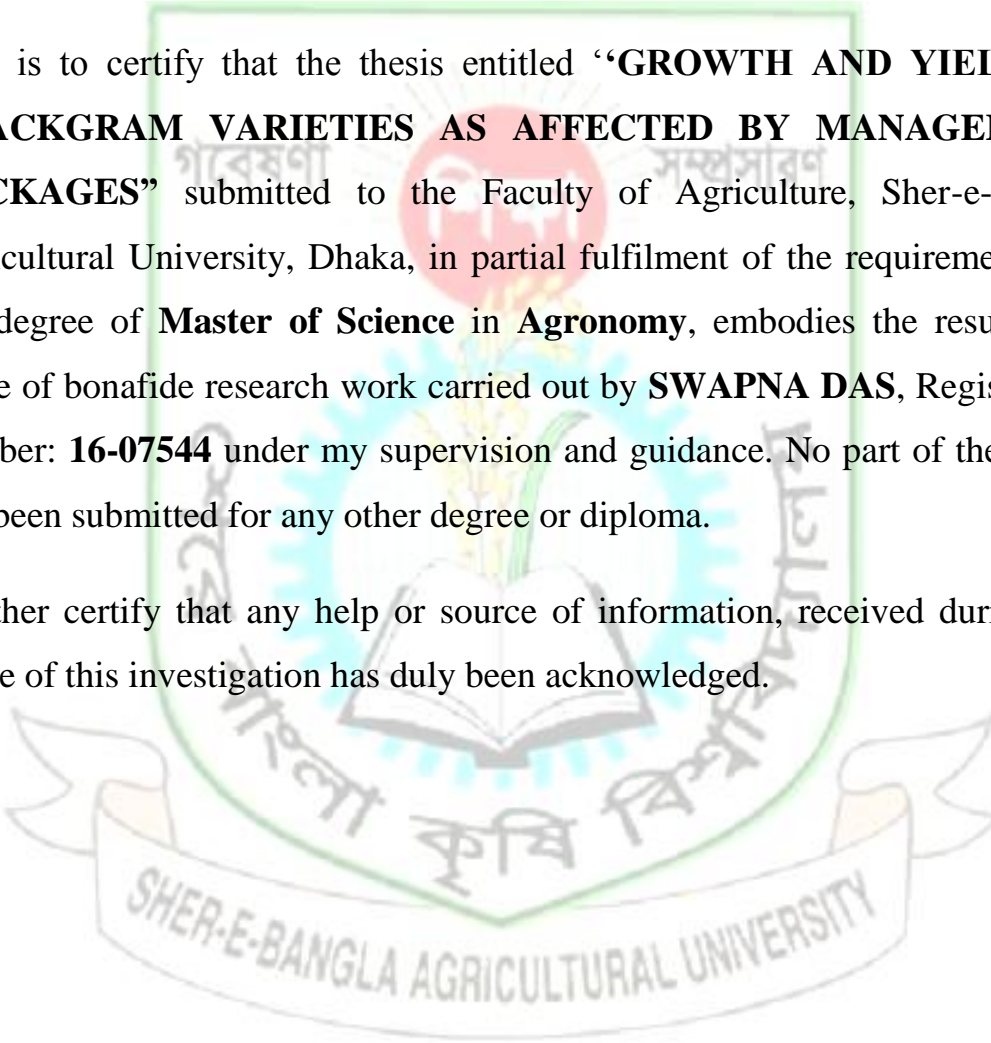 is to certify that the thesis entitled ‘‘GROWTH AND YIEL
ACKGRAM VARIETIES AS AFFECTED BY MANAGE
CKAGES” submitted to the Faculty of Agriculture, Sher-e-
cultural University, Dhaka, in partial fulfilment of the requireme
degree of Master of Science in Agronomy, embodies the resu
e of bonafide research work carried out by SWAPNA DAS, Regis
ber: 16-07544 under my supervision and guidance. No part of the
been submitted for any other degree or diploma.
ther certify that any help or source of information, received duri
e of this investigation has duly been acknowledged.
গবেষণা
শিক্ষা
সম্প্রসারণ
শেরে বাংলা কৃষি বিশ্ববিদ্যালয়
SHER-E-BANGLA AGRICULTURAL UNIVERSITY